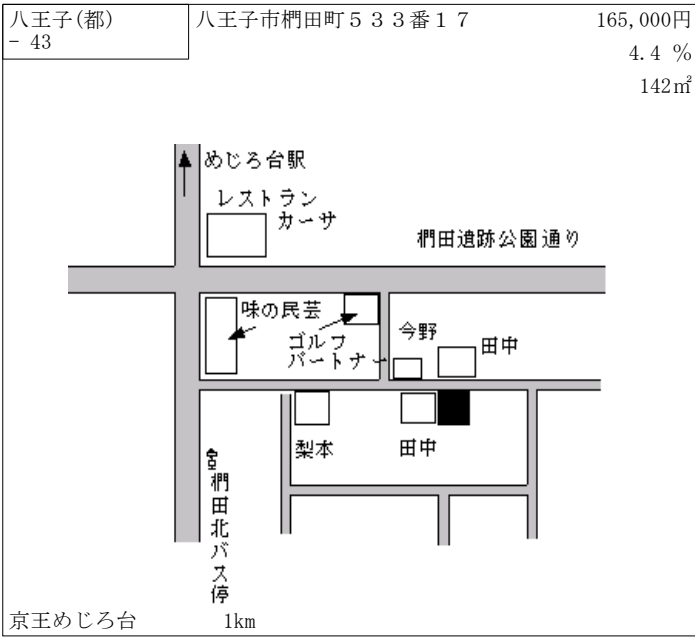 八王子(都)
- 43
八王子市椚田町５３３番１７
165,000円
4.4 %
142㎡
めじろ台駅
レストラン
カーサ
椚田遺跡公園通り
味の民芸
ゴルフ
パートナー
今野
田中
梨本
田中
椚田北バス停
京王めじろ台
1km